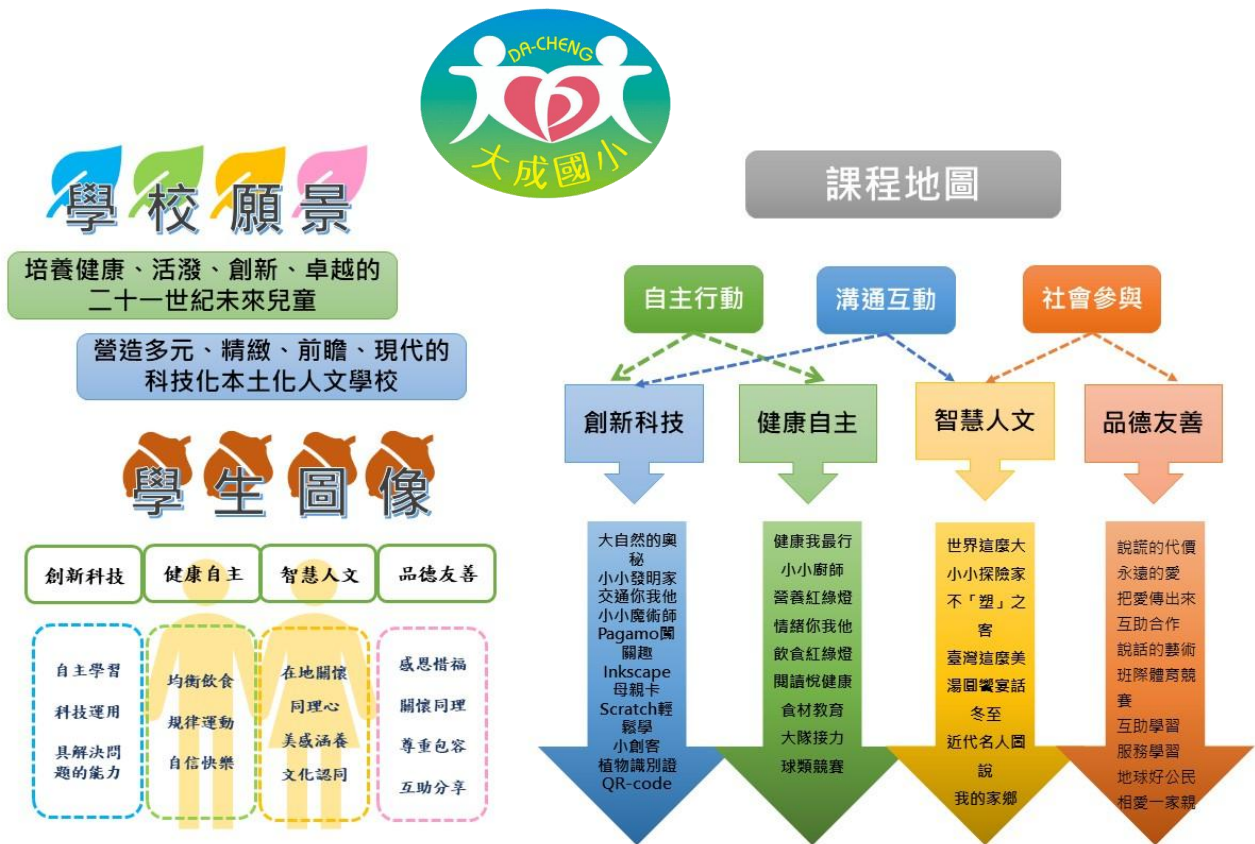 DA-CHENG
大成國小
學校願景
培養健康、活潑、創新、卓越的
二十一世紀未來兒童
營造多元、精緻、前瞻、現代的
科技化本土化人文學校
學生圖像
創新科技
健康自主
智慧人文
品德友善
自主學習
科技運用
具解決問
題的能力
均衡飲食
規律運動
自信快樂
在地關懷
同理心
美感涵養
文化認同
感恩惜福
關懷同理
尊重包容
互助分享
課程地圖
自主行動
溝通互動
社會參與
創新科技
健康自主
智慧人文
品德友善
大自然的奧
秘
小小發明家
交通你我他
小小魔術師
Pagamo闖
關趣
Inkscape
母親卡
Scratch輕
鬆學
小創客
植物識別證
QR-code
健康我最行
小小廚師
營養紅綠燈
情緒你我他
飲食紅綠燈
閱讀悅健康
食材教育
大隊接力
球類競賽
世界這麼大
小小探險家
不「塑」之
客
臺灣這麼美
湯圓饗宴話
冬至
近代名人圖
說
我的家鄉
說謊的代價
永遠的愛
把愛傳出來
互助合作
說話的藝術
班際體育競
賽
互助學習
服務學習
地球好公民
相愛一家親